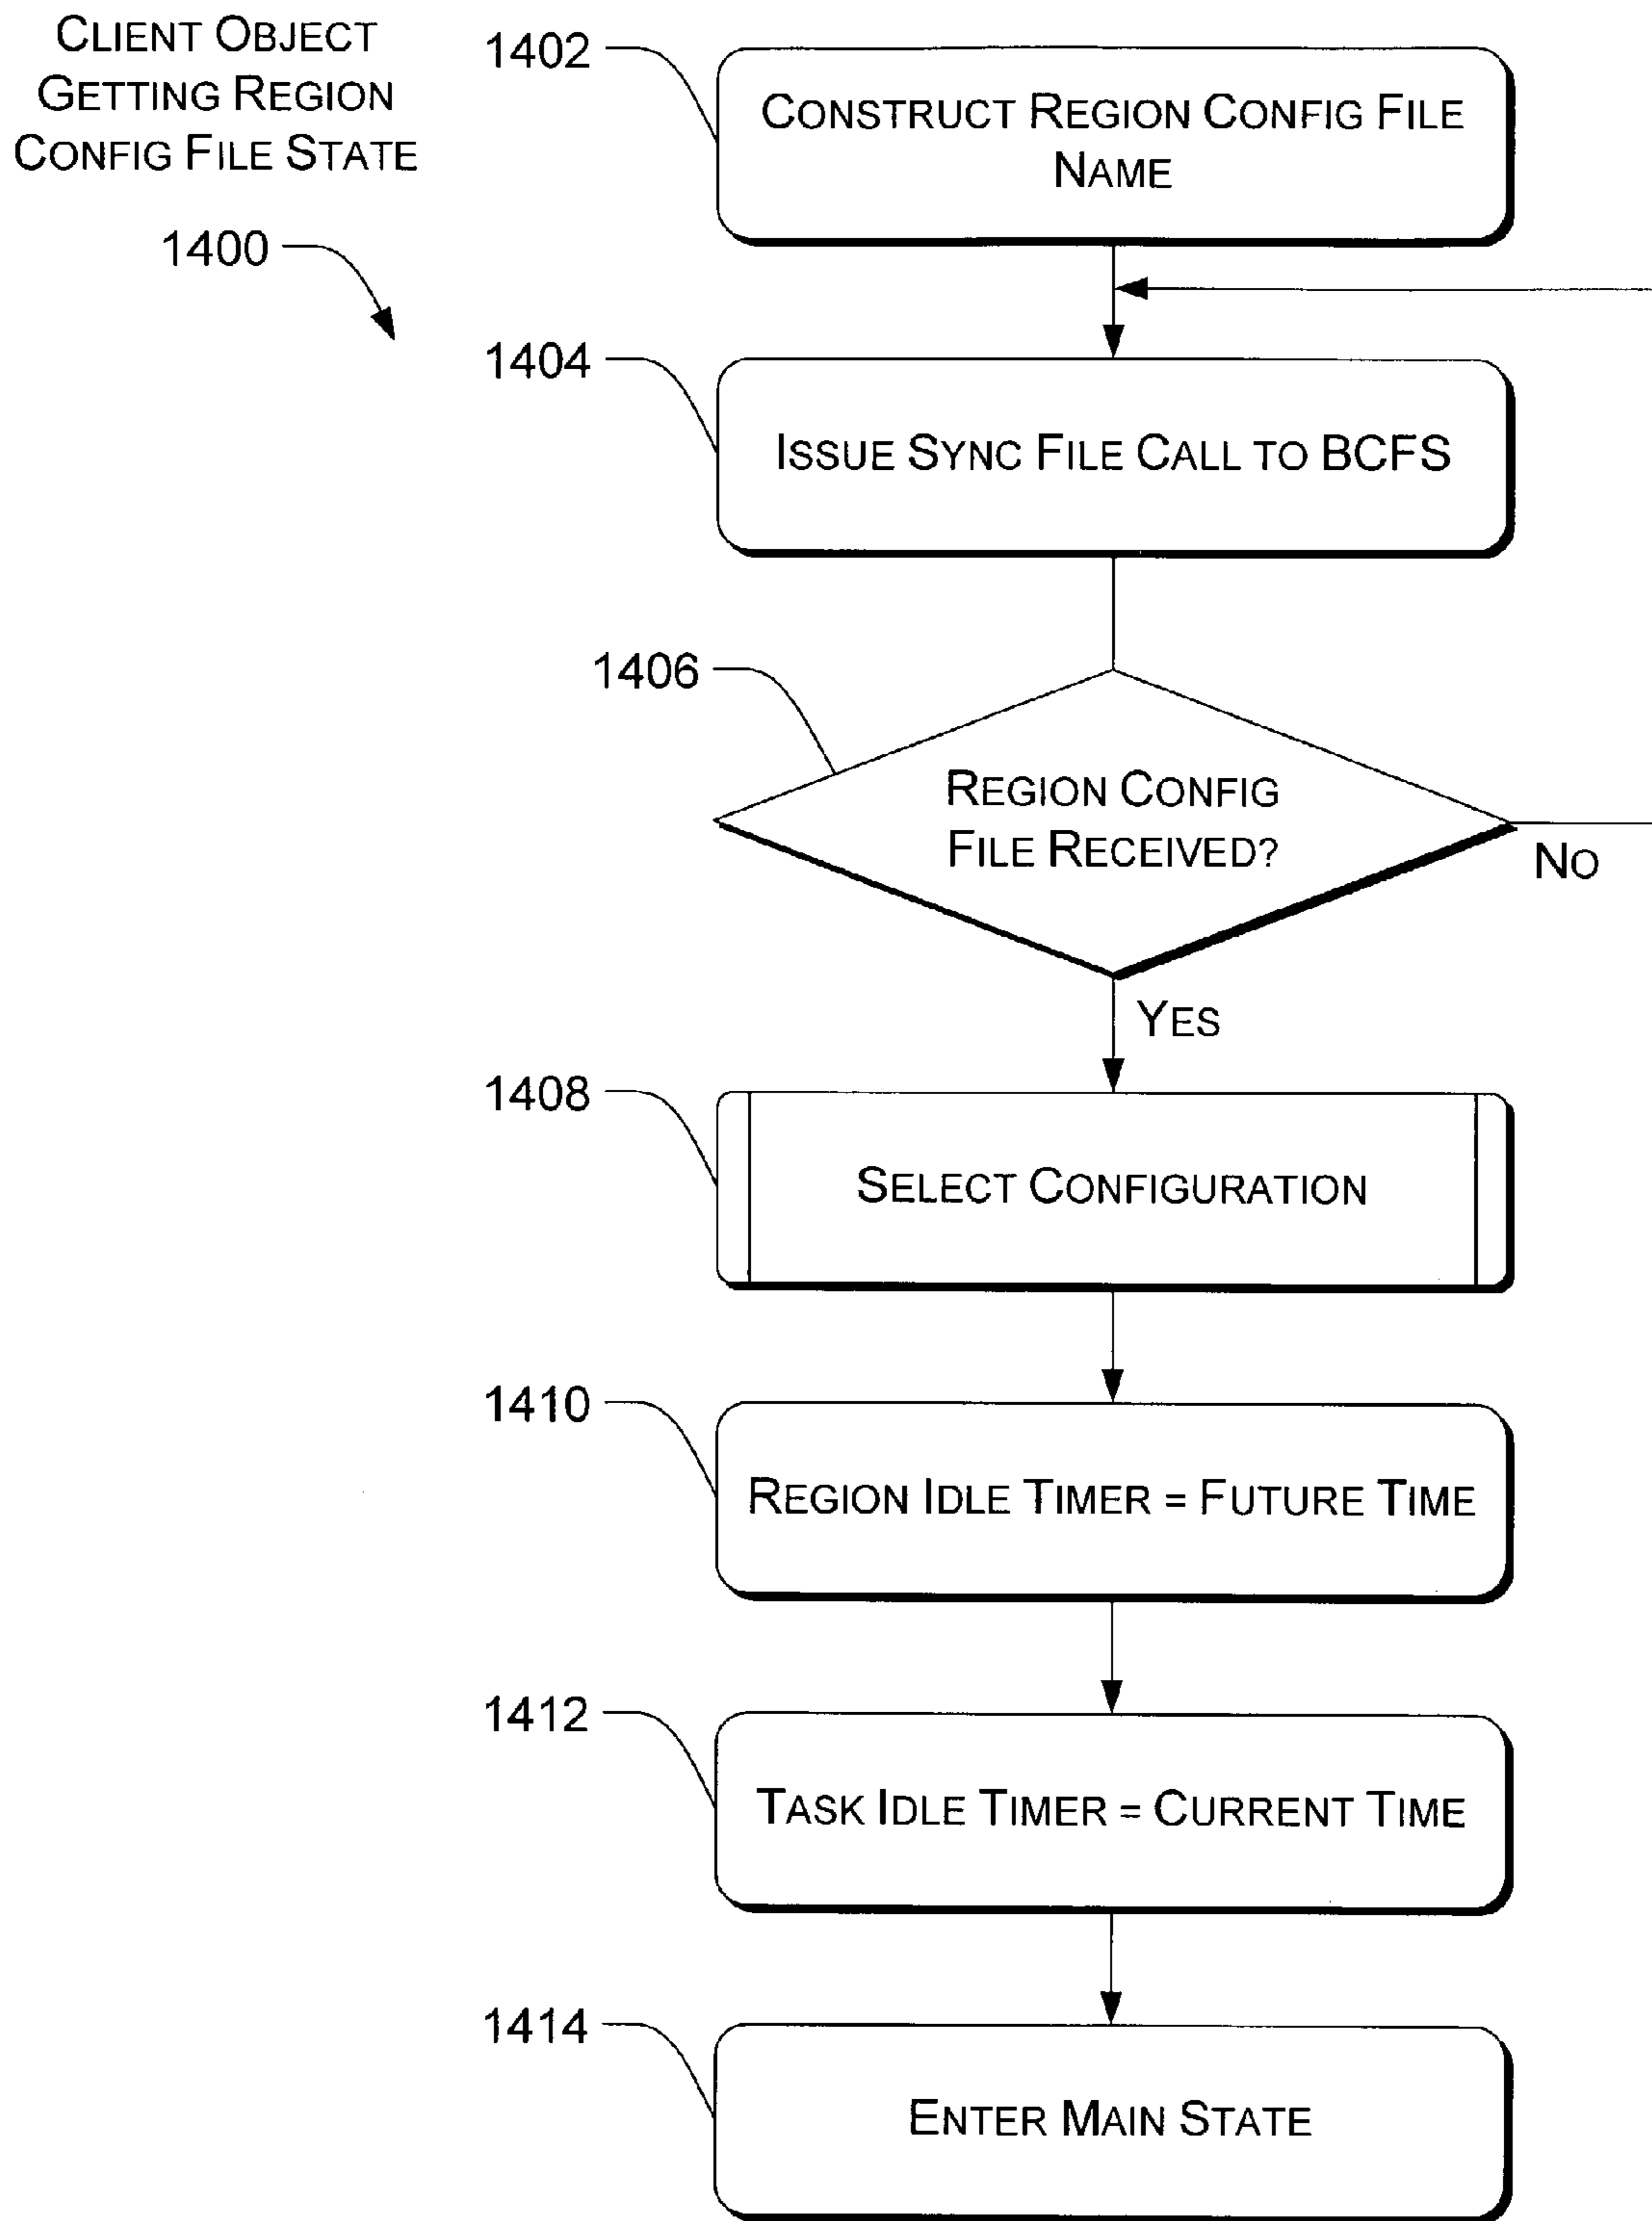 CLIENT OBJECT
GETTING REGION
CONFIG FILE STATE
1400
1402
CONSTRUCT REGION CONFIG FILE
NAME
1404
ISSUE SYNC FILE CALL TO BCFS
1406
REGION CONFIG
FILE RECEIVED?
NO
YES
1408
SELECT CONFIGURATION
1410
REGION IDLE TIMER = FUTURE TIME
1412
TASK IDLE TIMER = CURRENT TIME
1414
ENTER MAIN STATE